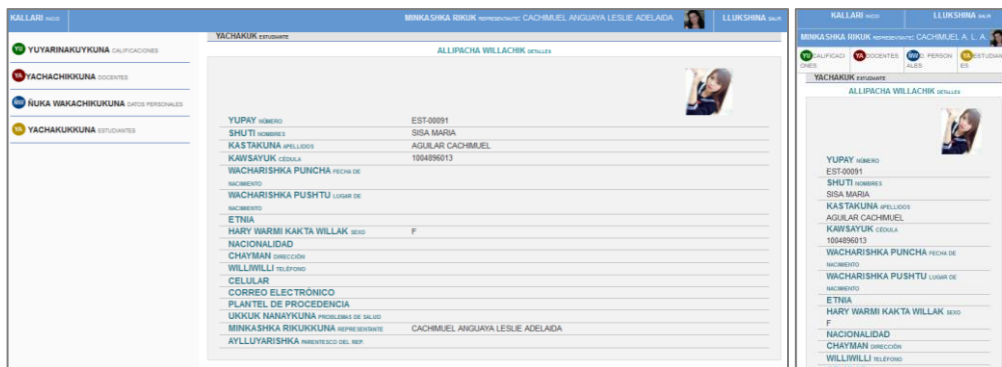 KALLARI INICIO
MINKASHKA RIKUK REPRESENTANTE: CACHIMUEL ANGUAYA LESLIE ADELAIDA
LLUKSHINA SALIR
YU YUYARINAKUYKUNA CALIFICACIONES
YA YACHACHIKKUNA DOCENTES
ÑW ÑUKA WAKACHIKUKUNA DATOS PERSONALES
YA YACHAKUKKUNA ESTUDIANTES
YACHAKUK ESTUDIANTE
ALLIPACHA WILLACHIK DETALLES
YUPAY NÚMERO EST-00091
SHUTI NOMBRES SISA MARIA
KASTAKUNA APELLIDOS AGUILAR CACHIMUEL
KAWSAYUK CÉDULA 1004896013
WACHARISHKA PUNCHA FECHA DE
NACIMIENTO
WACHARISHKA PUSHTU LUGAR DE
NACIMIENTO
ETNIA
HARY WARMI KAKTA WILLAK SEXO F
NACIONALIDAD
CHAYMAN DIRECCIÓN
WILLIWILLI TELÉFONO
CELULAR
CORREO ELECTRÓNICO
PLANTEL DE PROCEDENCIA
UKKUK NANAYKUNA PROBLEMAS DE SALUD
MINKASHKA RIKUKKUNA REPRESENTANTE CACHIMUEL ANGUAYA LESLIE ADELAIDA
AYLLUYARISHKA PARENTESCO DEL REP.
KALLARI INICIO
LLUKSHINA SALIR
MINKASHKA RIKUK REPRESENTANTE: CACHIMUEL A. L. A.
YU CALIFICACI
ONES
YA DOCENTES
ÑW D. PERSON
ALES
YA ESTUDIAN
ES
YACHAKUK ESTUDIANTE
ALLIPACHA WILLACHIK DETALLES
YUPAY NÚMERO
EST-00091
SHUTI NOMBRES
SISA MARIA
KASTAKUNA APELLIDOS
AGUILAR CACHIMUEL
KAWSAYUK CÉDULA
1004896013
WACHARISHKA PUNCHA FECHA DE
NACIMIENTO
WACHARISHKA PUSHTU LUGAR DE
NACIMIENTO
ETNIA
HARY WARMI KAKTA WILLAK SEXO
F
NACIONALIDAD
CHAYMAN DIRECCIÓN
WILLIWILLI TELÉFONO